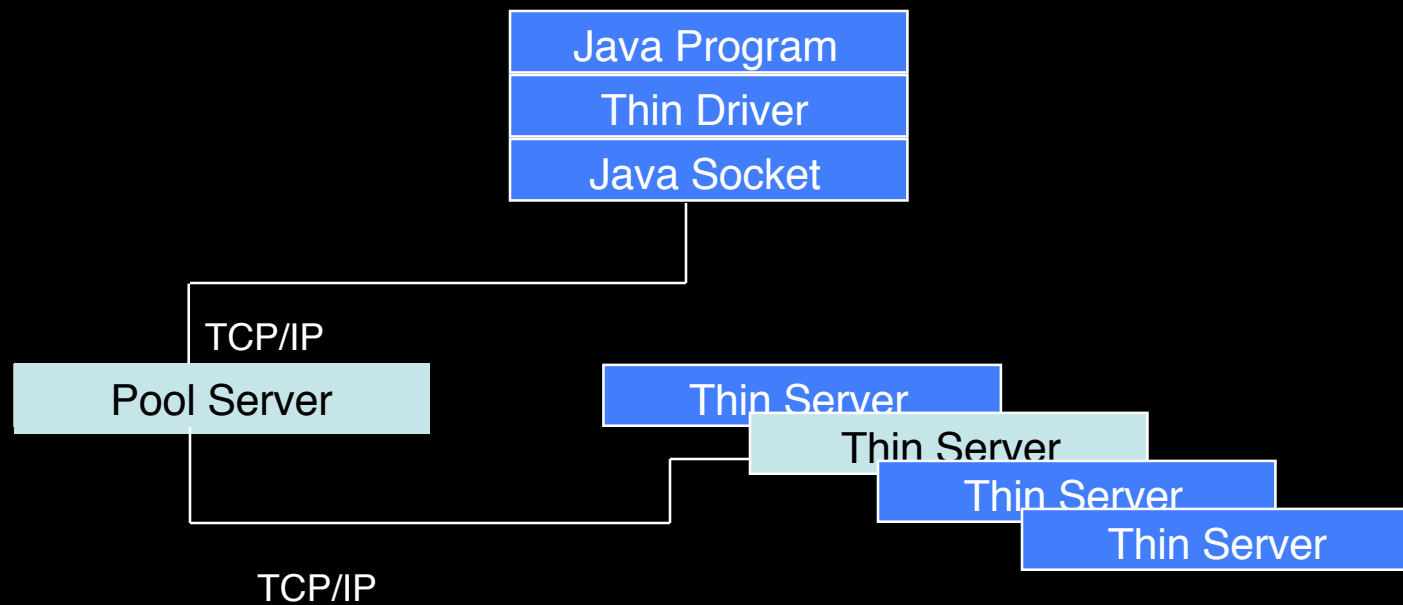 Java Program
Thin Driver
Java Socket
TCP/IP
Pool Server
Thin Server
Thin Server
Thin Server
Thin Server
TCP/IP